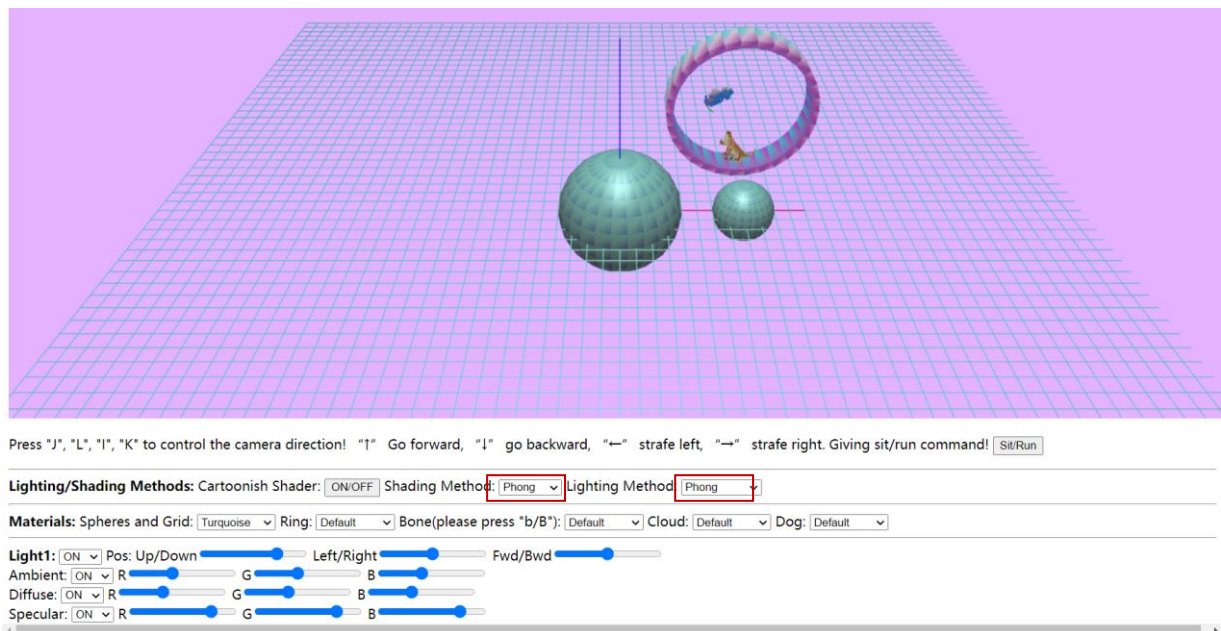 Press "J", "L", "I", "K" to control the camera direction! “↑” Go forward, “↓” go backward, “←” strafe left, “→” strafe right. Giving sit/run command! Sit/Run
Lighting/Shading Methods: Cartoonish Shader: ON/OFF Shading Method: Phong Lighting Method: Phong
Materials: Spheres and Grid: Turquoise Ring: Default Bone(please press "b/B"): Default Cloud: Default Dog: Default
Light1: ON Pos: Up/Down Left/Right Fwd/Bwd
Ambient: ON R G B
Diffuse: ON R G B
Specular: ON R G B